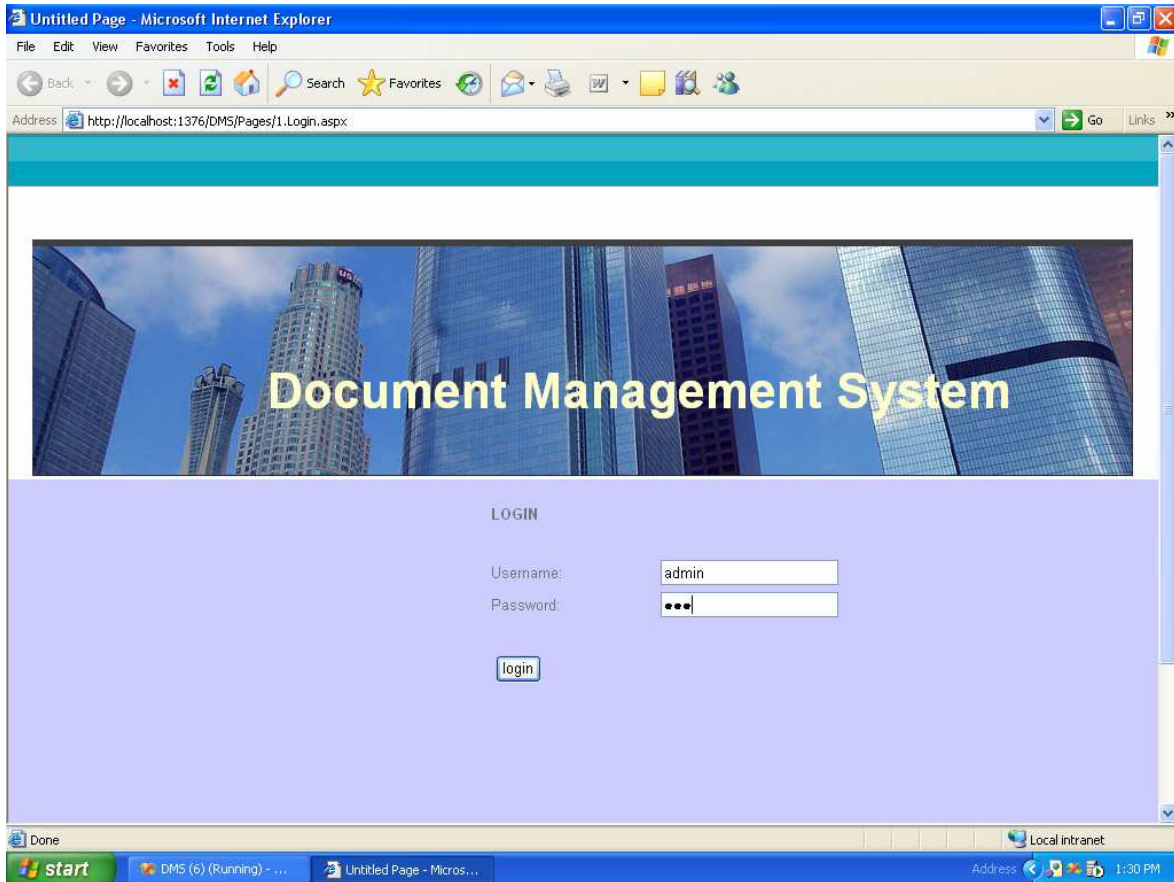 Untitled Page - Microsoft Internet Explorer
File Edit View Favorites Tools Help
Back Search Favorites
Address http://localhost:1376/DMS/Pages/1.Login.aspx Go Links »
Document Management System
LOGIN
Username: admin
Password: •••
login
Done Local intranet
start DMS (6) (Running) - ... Untitled Page - Micros... Address 1:30 PM